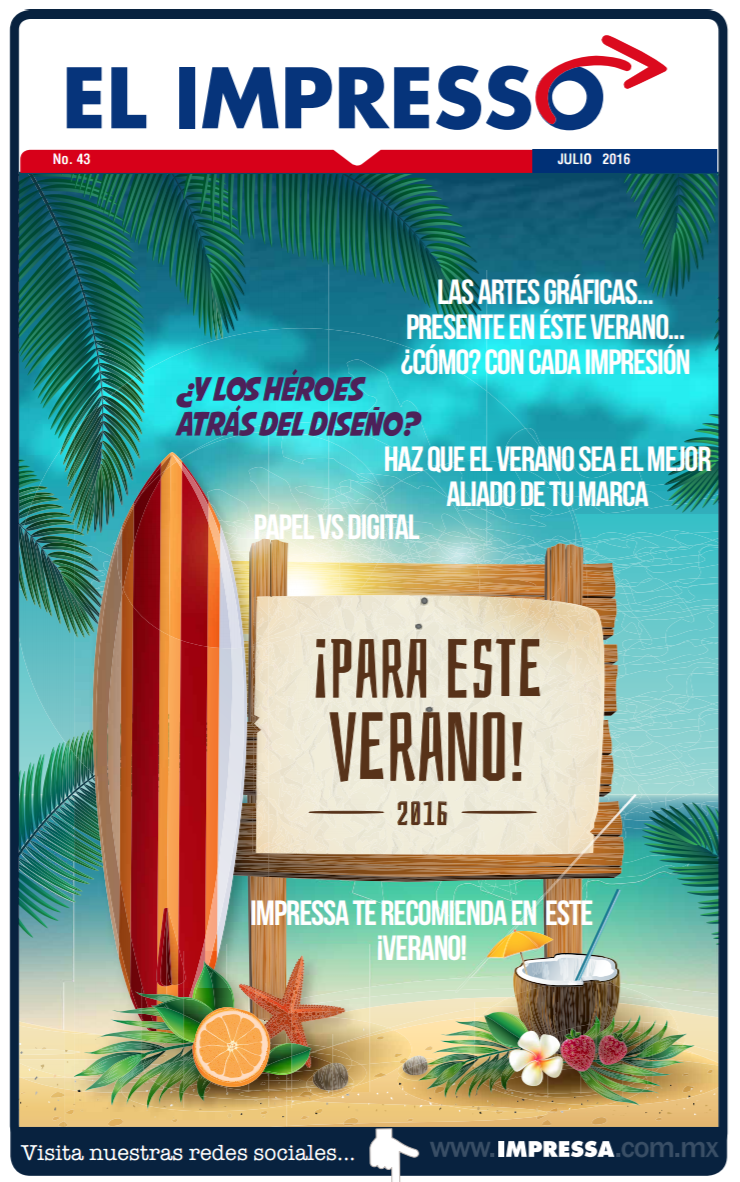 EL IMPRESSO
No. 43 JULIO 2016
LAS ARTES GRÁFICAS...
PRESENTE EN ÉSTE VERANO...
¿CÓMO? CON CADA IMPRESIÓN
¿Y LOS HÉROES
ATRÁS DEL DISEÑO?
HAZ QUE EL VERANO SEA EL MEJOR
ALIADO DE TU MARCA
PAPEL VS DIGITAL
¡PARA ESTE
VERANO!
2016
IMPRESSA TE RECOMIENDA EN ESTE
¡VERANO!
Visita nuestras redes sociales... www.IMPRESSA.com.mx